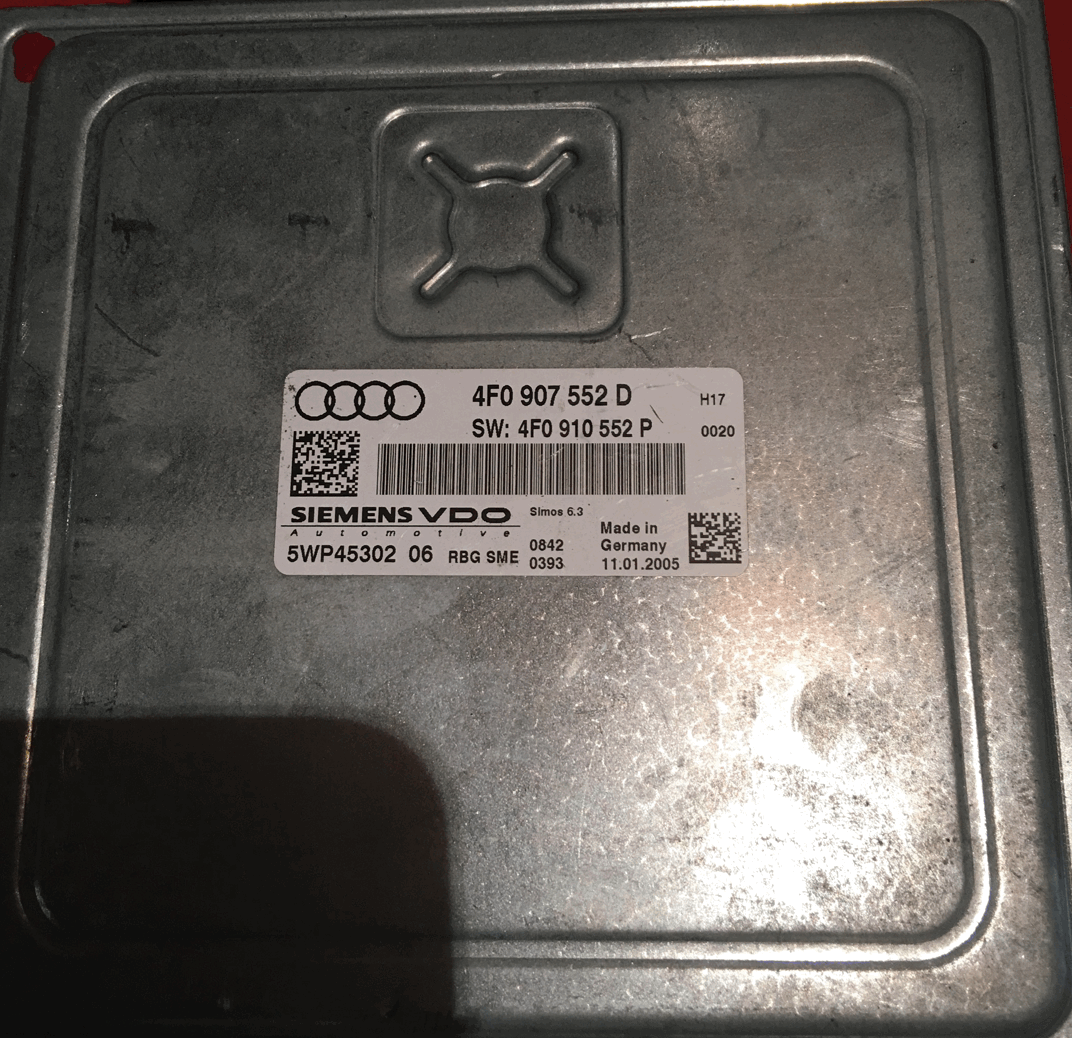 4F0 907 552 D H17
SW: 4F0 910 552 P 0020
SIEMENS VDO Simos 6.3
Automotive Made in
5WP45302 06 RBG SME 0842 Germany
0393 11.01.2005